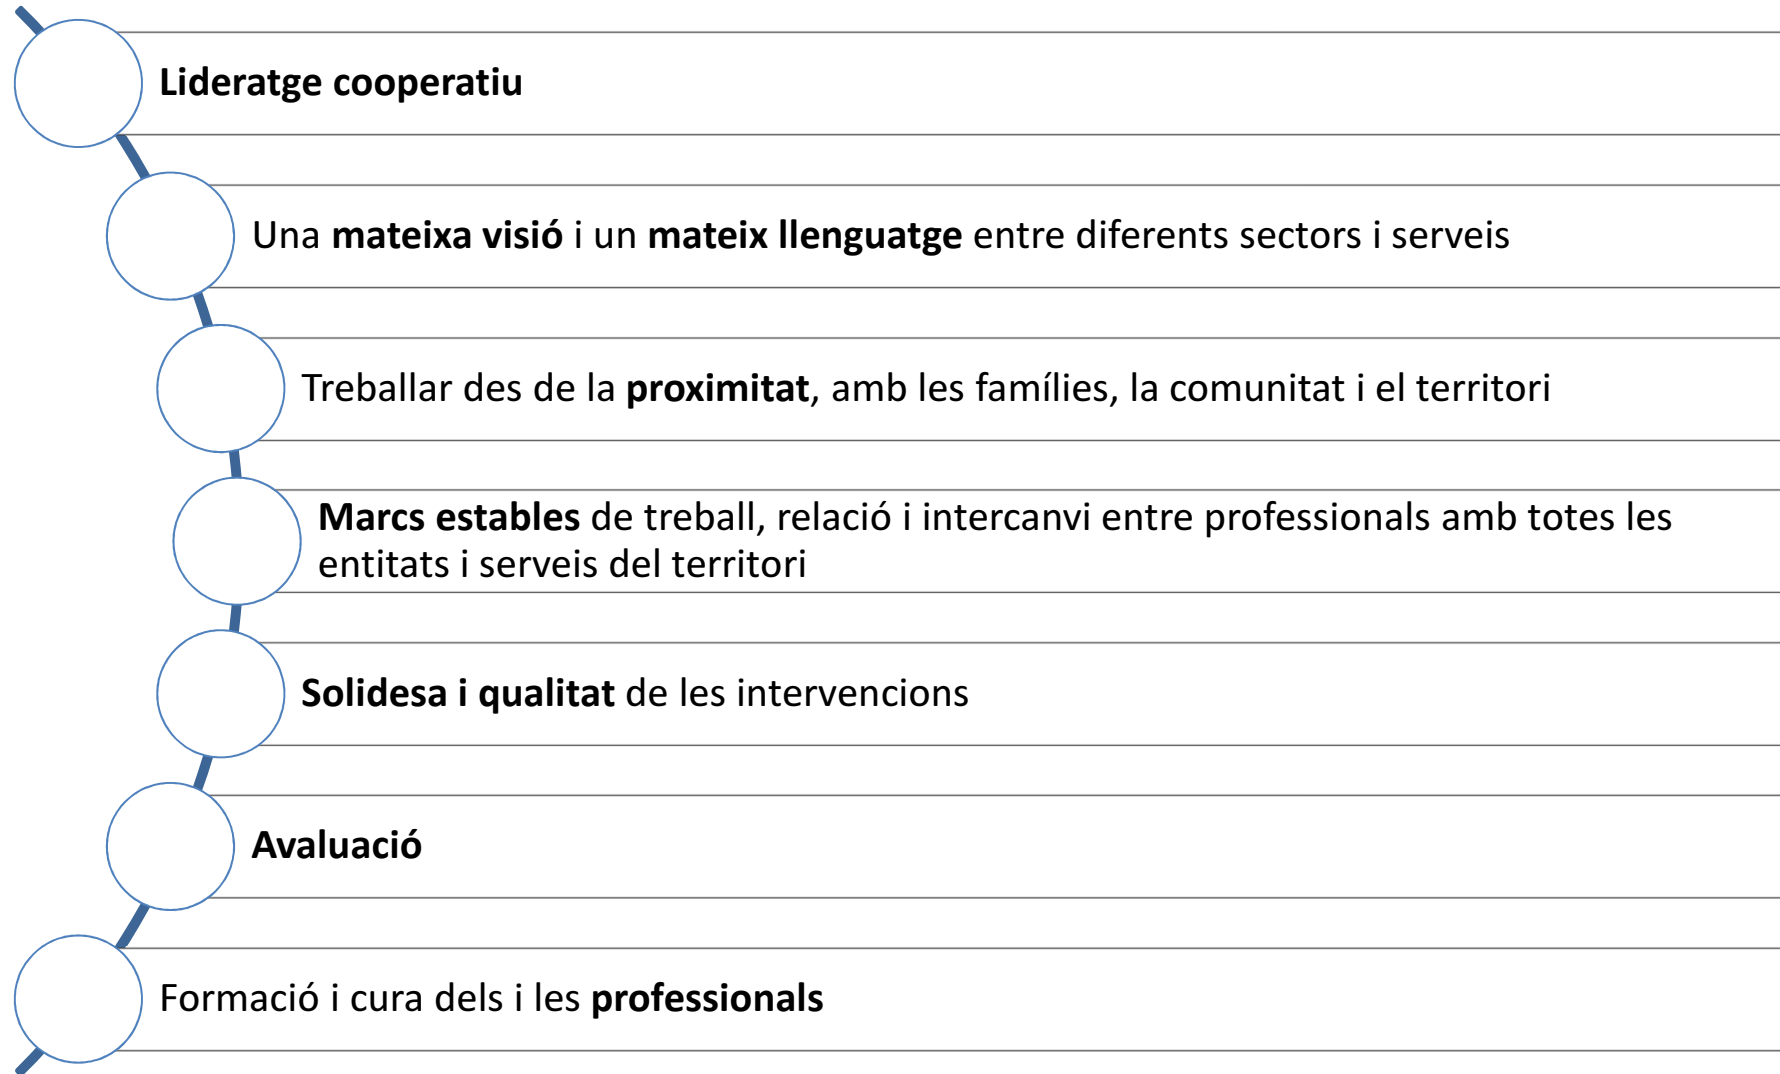 Lideratge cooperatiu
Una mateixa visió i un mateix llenguatge entre diferents sectors i serveis
Treballar des de la proximitat, amb les famílies, la comunitat i el territori
Marcs estables de treball, relació i intercanvi entre professionals amb totes les
entitats i serveis del territori
Solidesa i qualitat de les intervencions
Avaluació
Formació i cura dels i les professionals